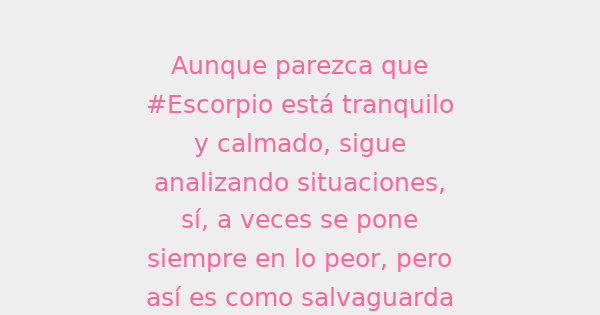 Aunque parezca que
#Escorpio está tranquilo
y calmado, sigue
analizando situaciones,
sí, a veces se pone
siempre en lo peor, pero
así es como salvaguarda